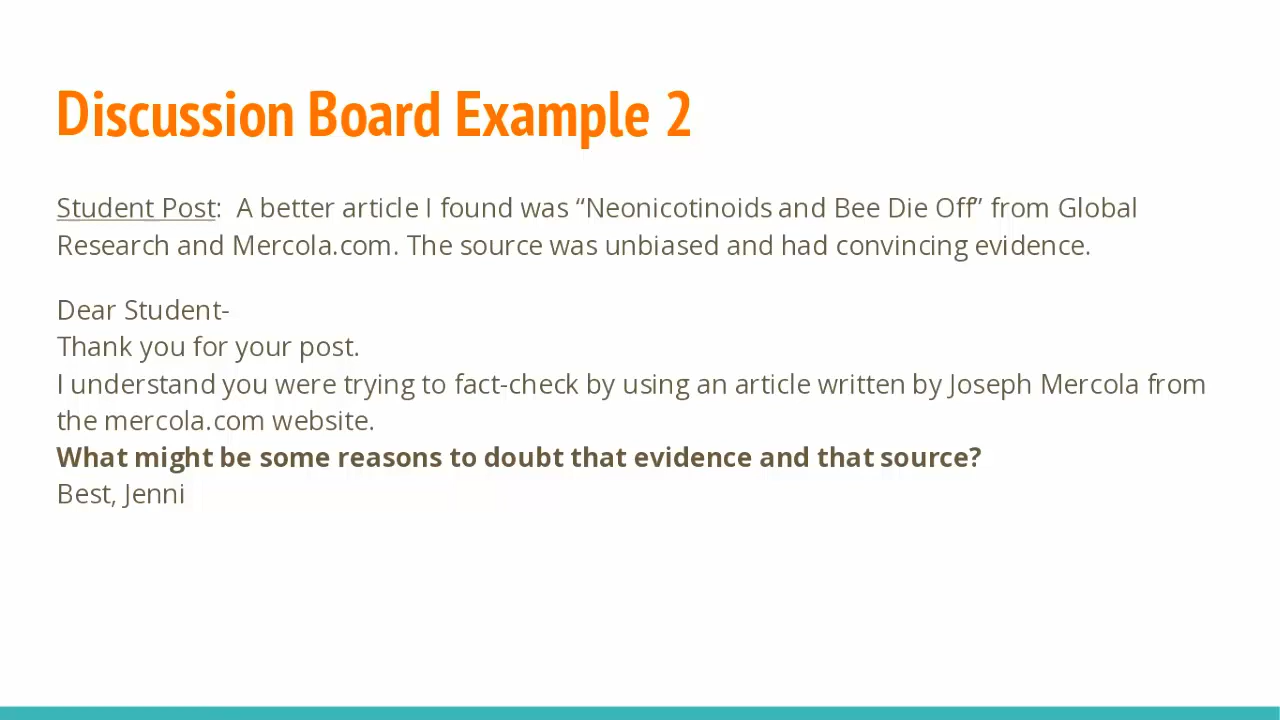 Discussion Board Example 2
Student Post:  A better article I found was “Neonicotinoids and Bee Die Off” from Global
Research and Mercola.com. The source was unbiased and had convincing evidence.
Dear Student-
Thank you for your post.
I understand you were trying to fact-check by using an article written by Joseph Mercola from
the mercola.com website.
What might be some reasons to doubt that evidence and that source?
Best, Jenni